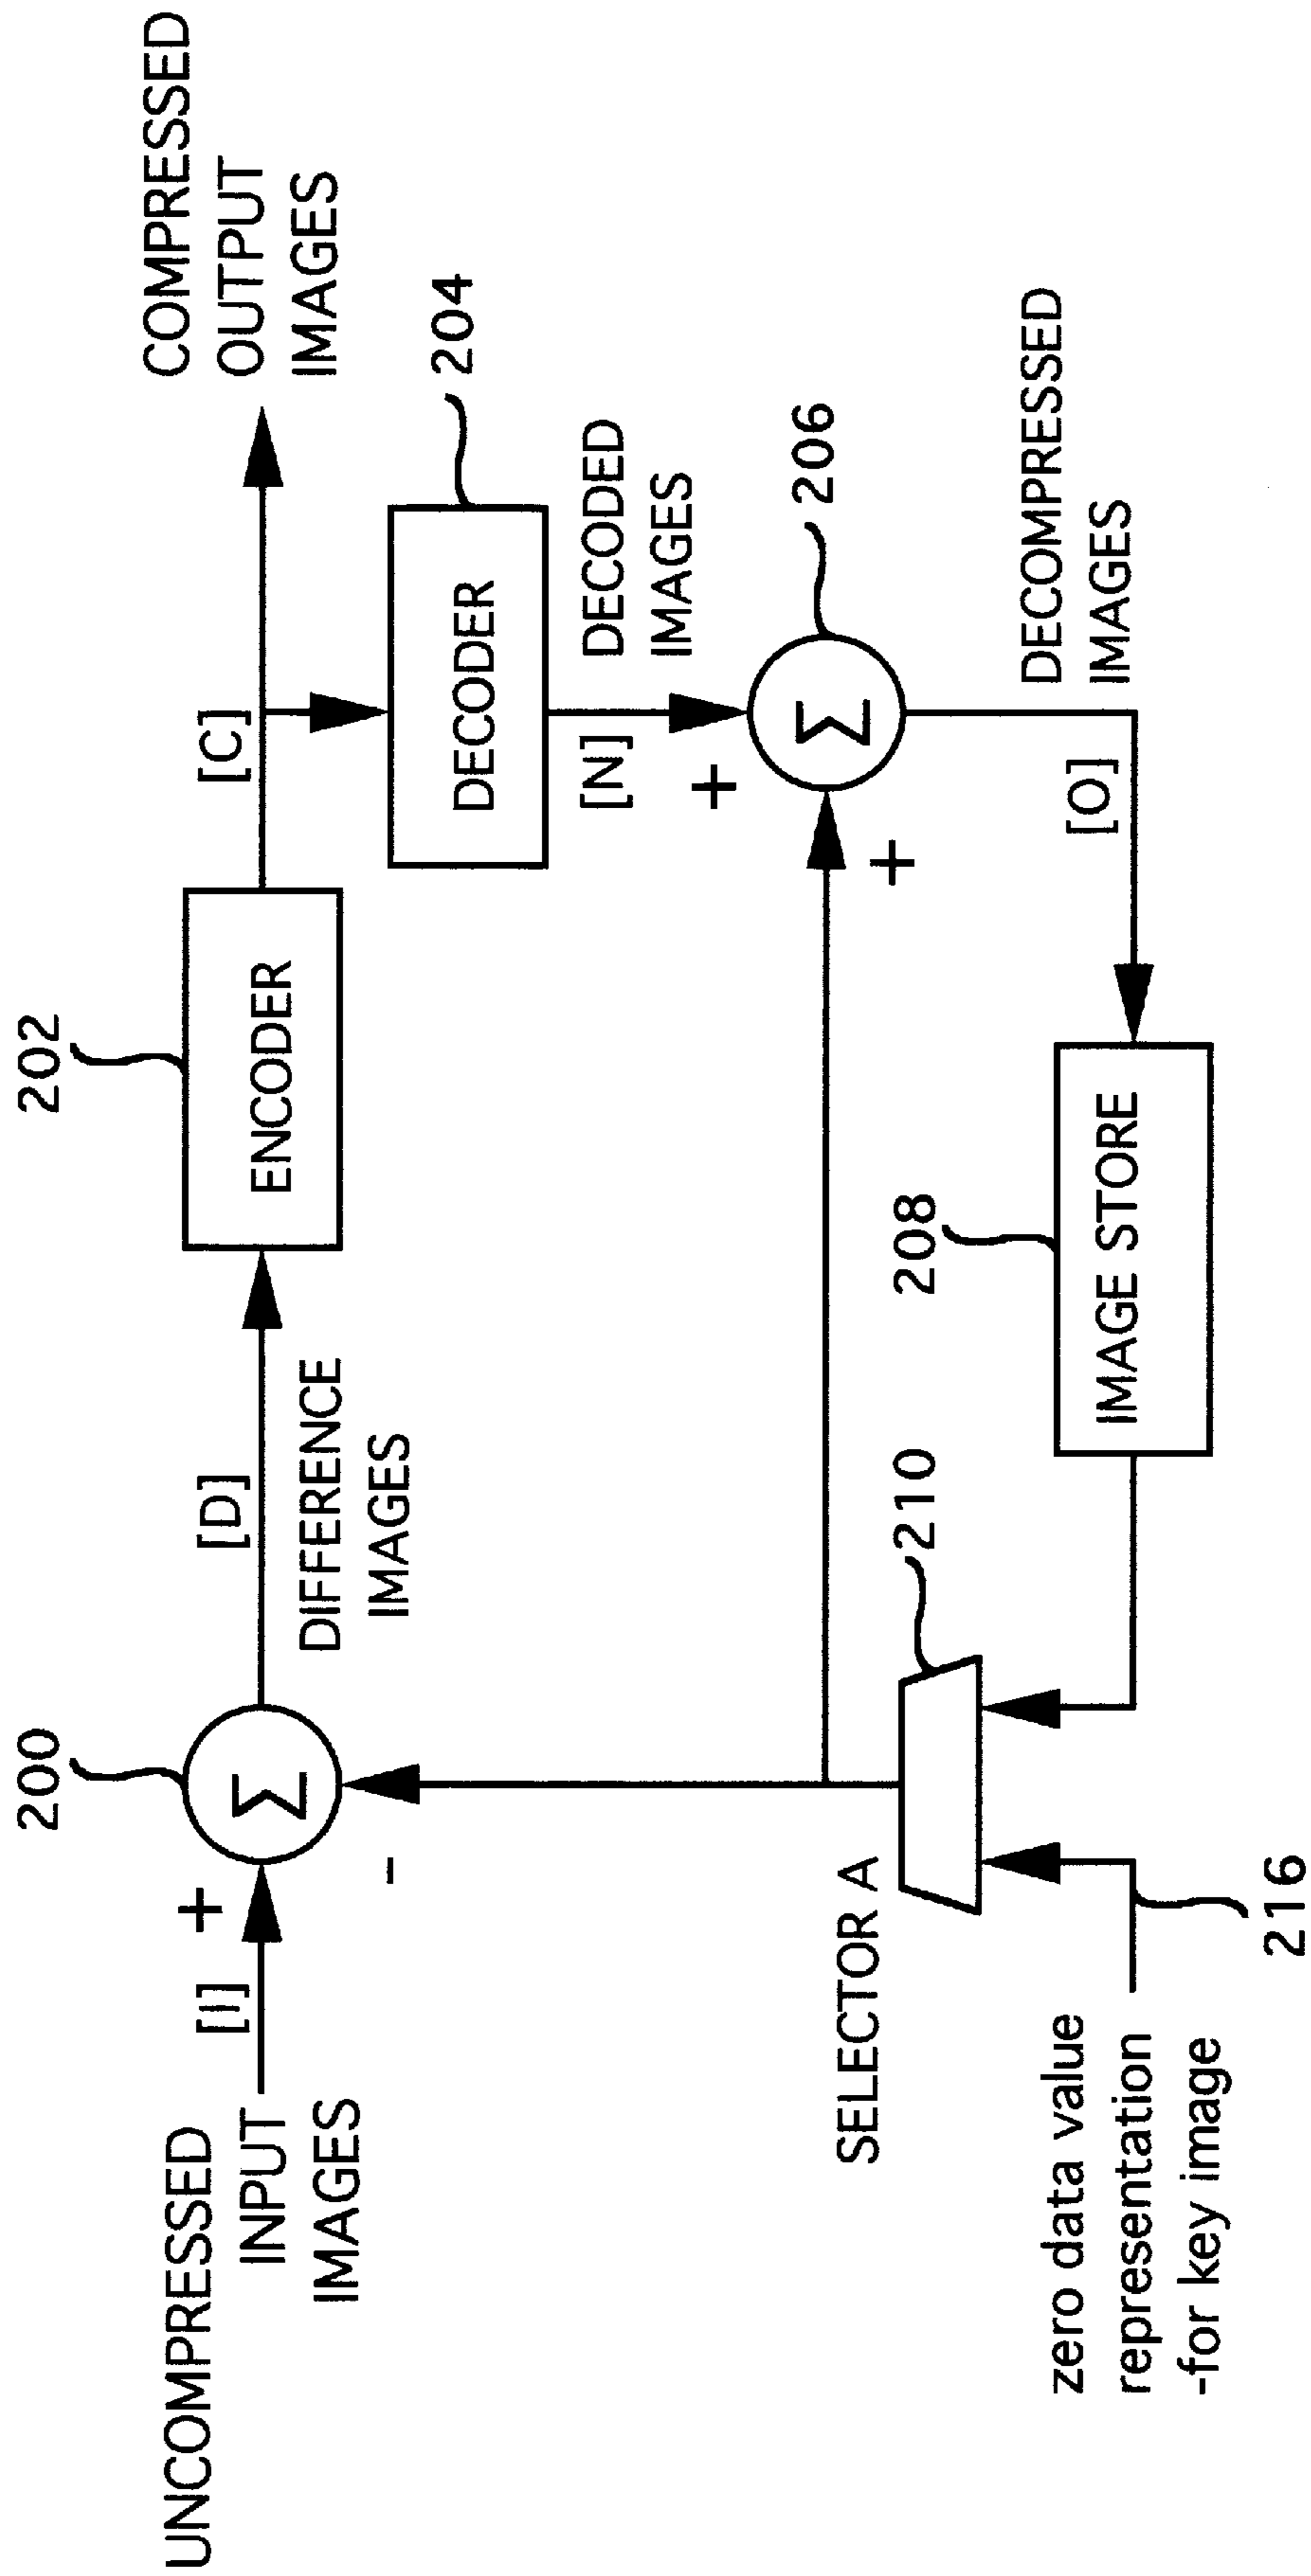 UNCOMPRESSED
INPUT
IMAGES
[I]
+
-
200
Σ
[D]
DIFFERENCE
IMAGES
202
ENCODER
[C]
COMPRESSED
OUTPUT
IMAGES
204
DECODER
[N]
DECODED
IMAGES
206
Σ
+
+
[O]
DECOMPRESSED
IMAGES
208
IMAGE STORE
210
SELECTOR A
216
zero data value
representation
-for key image